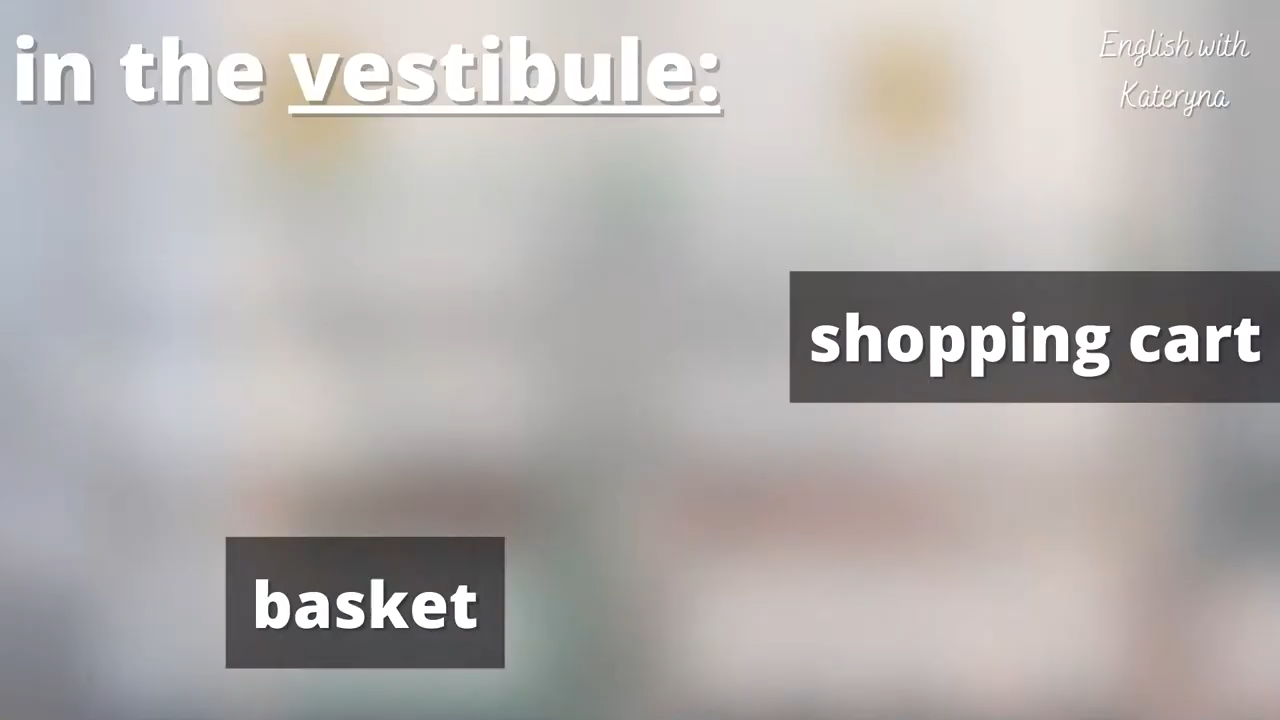 in the vestibule:
English with
Kateryna
shopping cart
basket